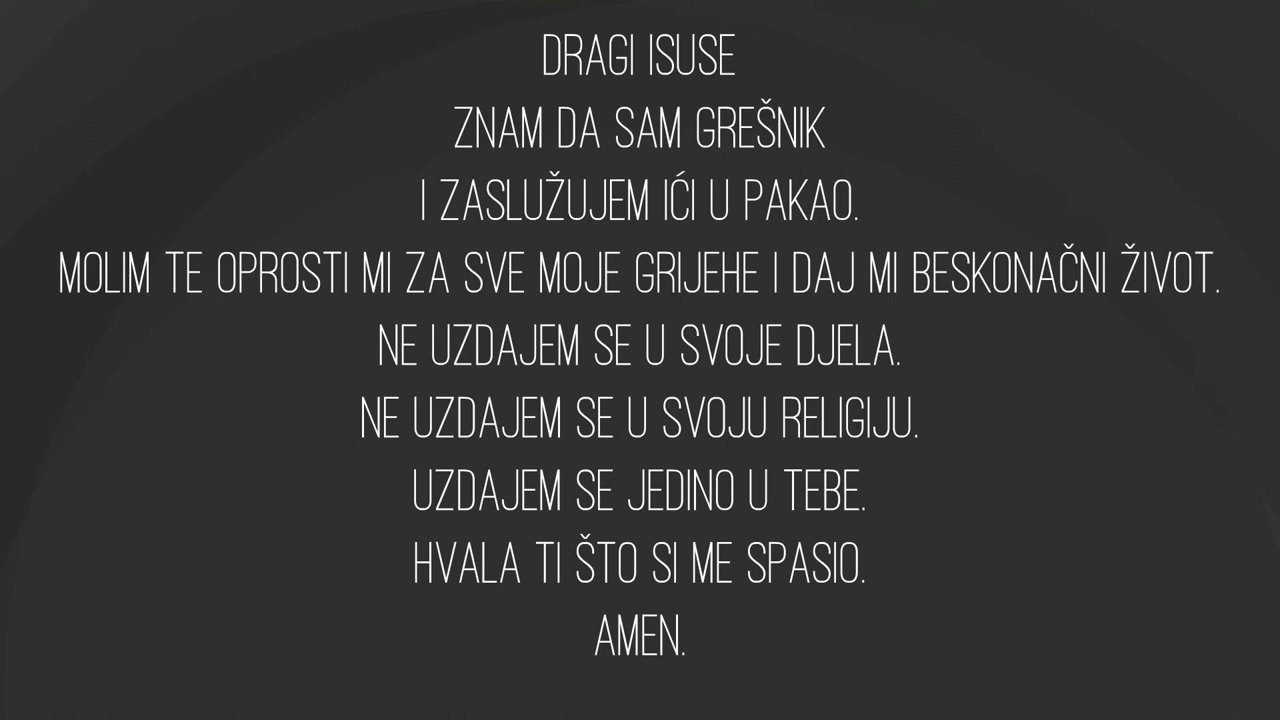 DRAGI ISUSE
ZNAM DA SAM GREŠNIK
I ZASLUŽUJEM IĆI U PAKAO.
MOLIM TE OPROSTI MI ZA SVE MOJE GRIJEHE I DAJ MI BESKONAČNI ŽIVOT.
NE UZDAJEM SE U SVOJE DJELA.
NE UZDAJEM SE U SVOJU RELIGIJU.
UZDAJEM SE JEDINO U TEBE.
HVALA TI ŠTO SI ME SPASIO.
AMEN.